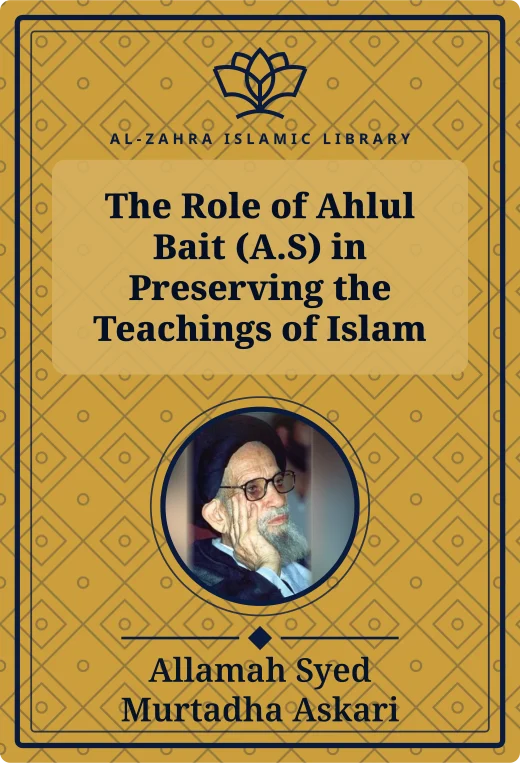 AL-ZAHRA ISLAMIC LIBRARY
The Role of Ahlul
Bait (A.S) in
Preserving the
Teachings of Islam
Allamah Syed
Murtadha Askari